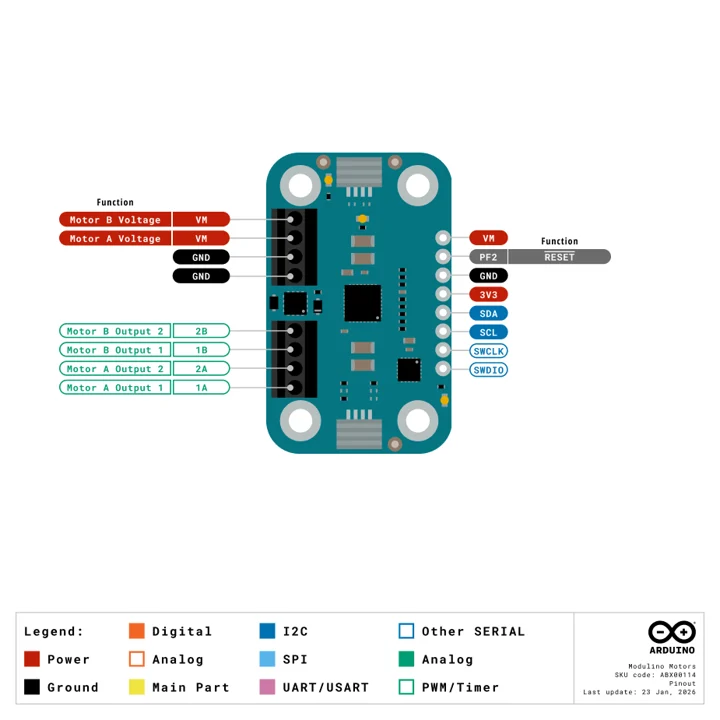 Function
Motor B Voltage VM
Motor A Voltage VM
GND
GND
Motor B Output 2 2B
Motor B Output 1 1B
Motor A Output 2 2A
Motor A Output 1 1A
VM
Function
PF2 RESET
GND
3V3
SDA
SCL
SWCLK
SWDIO
Legend:
Power
Ground
Digital
Analog
Main Part
I2C
SPI
UART/USART
Other SERIAL
Analog
PWM/Timer
ARDUINO
Modulino Motors
SKU code: ABX00114
Pinout
Last update: 23 Jan, 2026